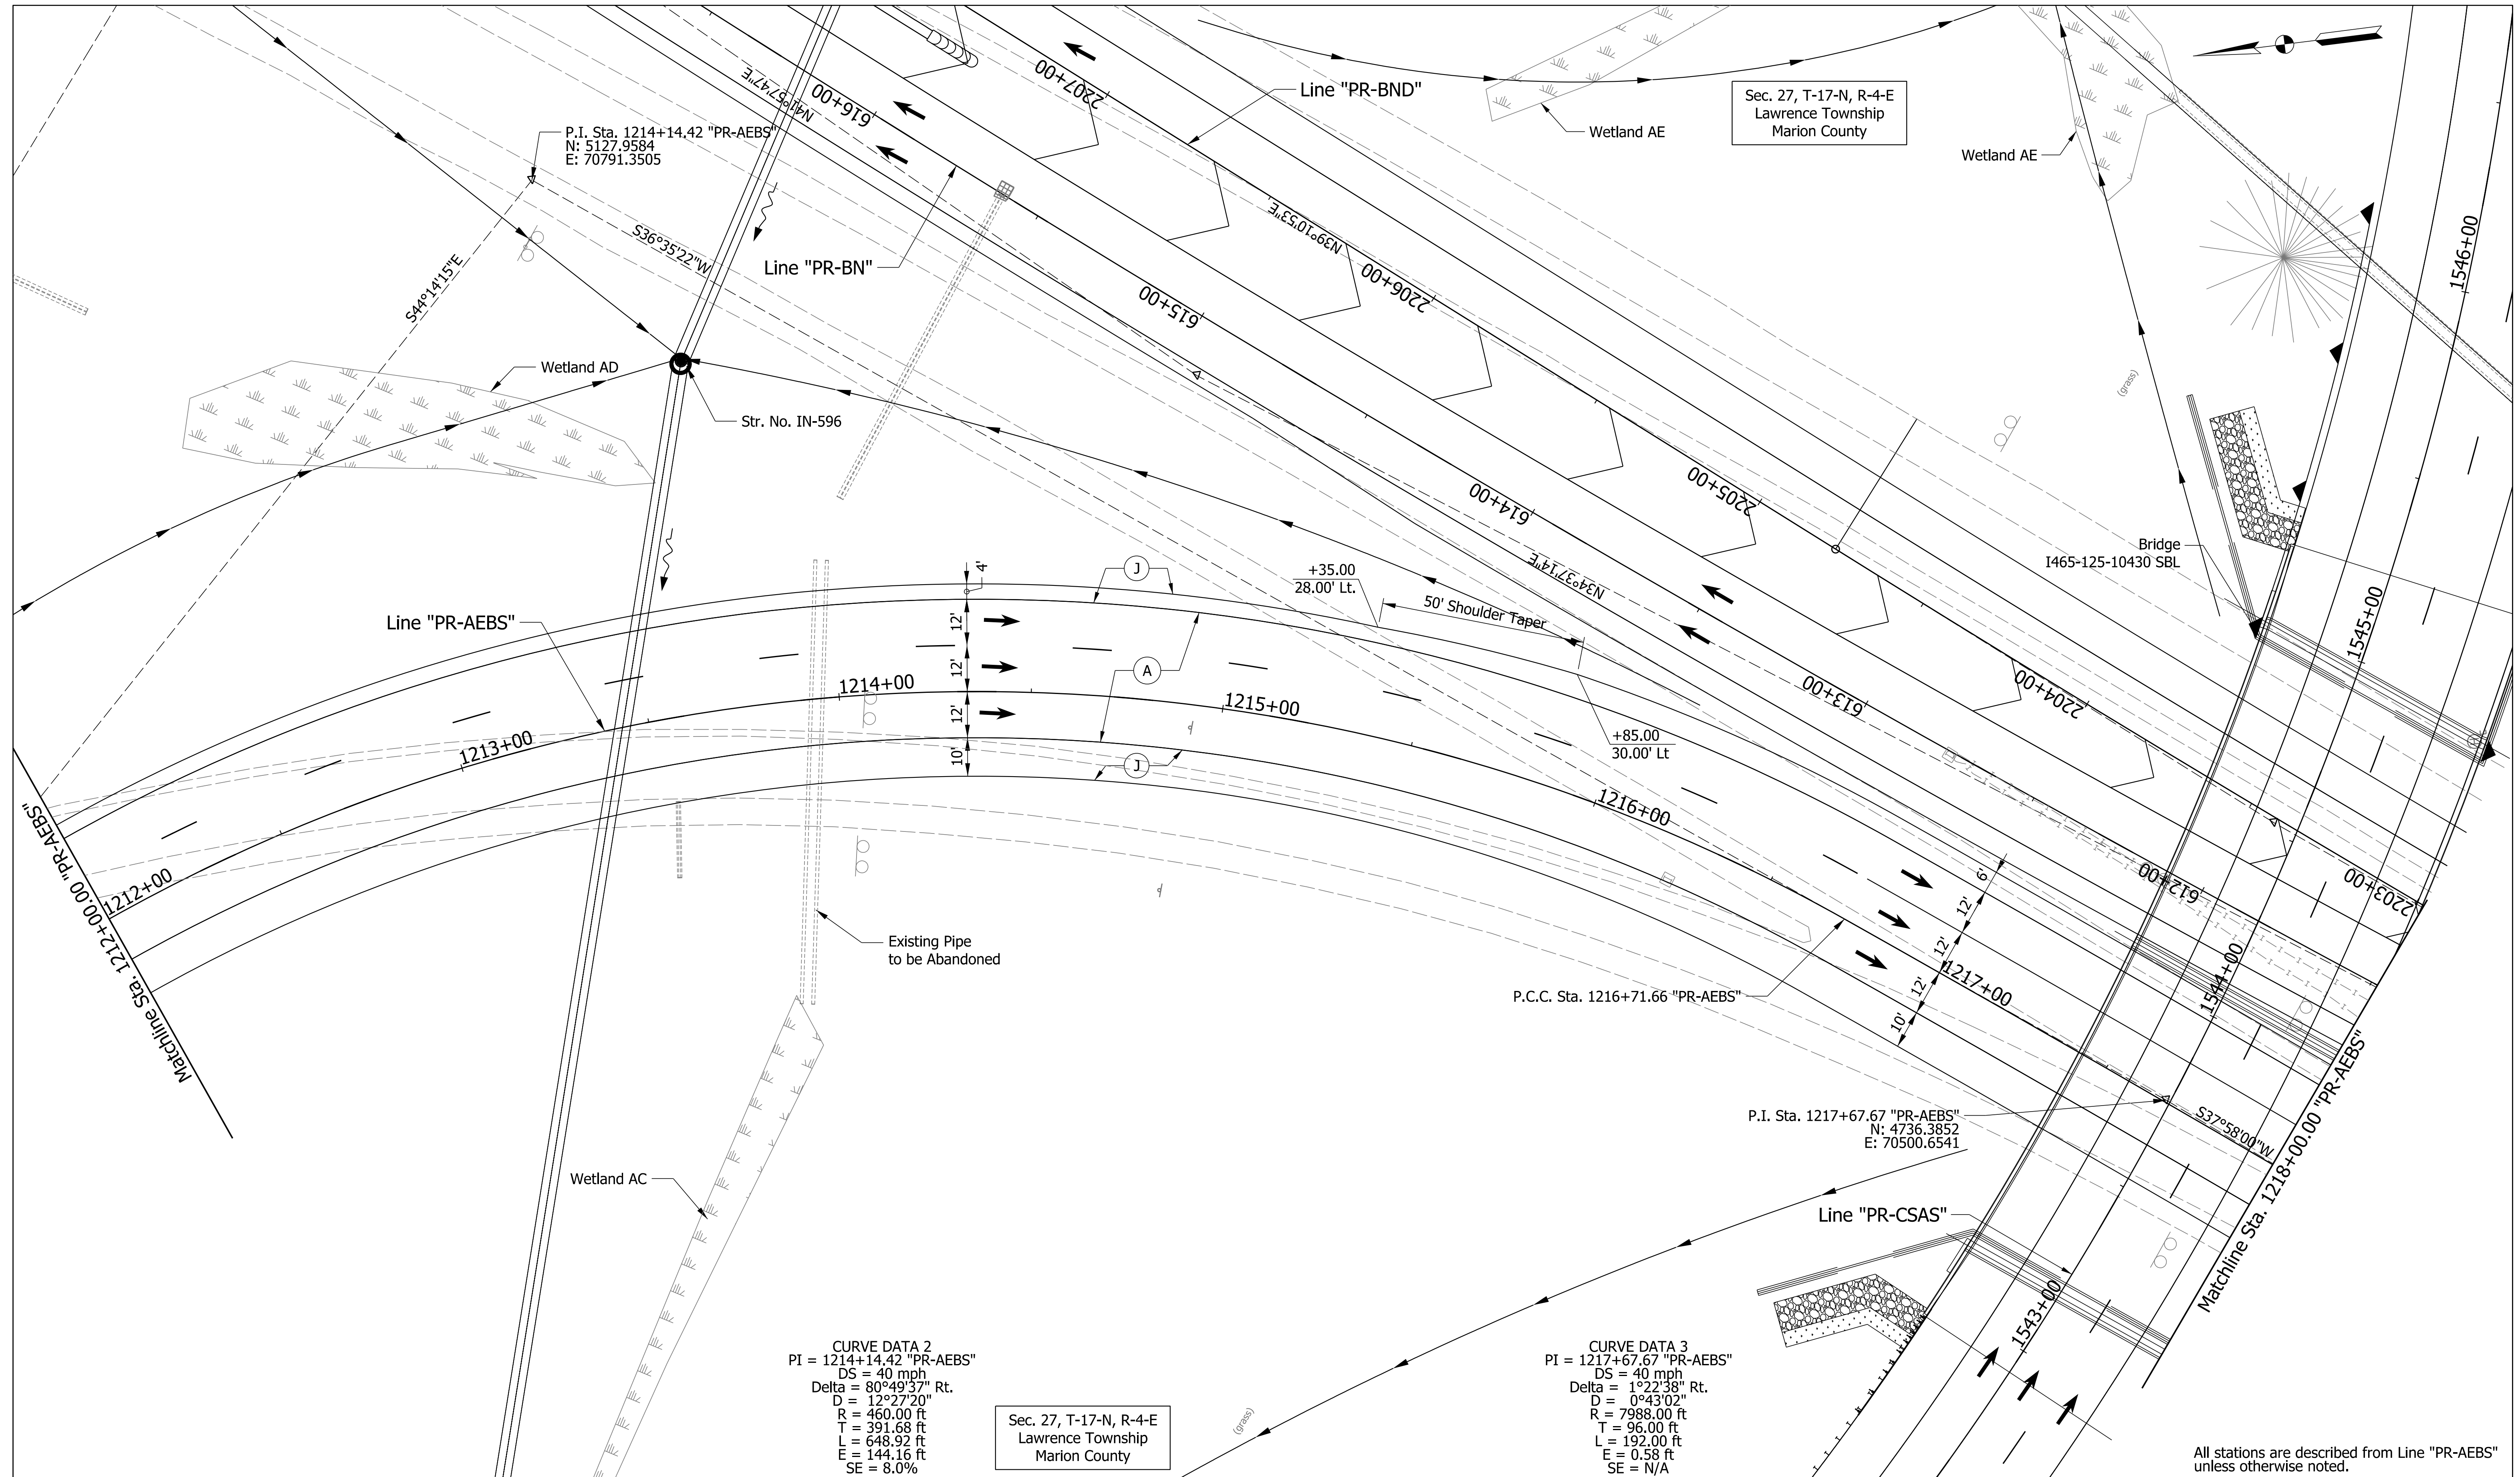 2207+00
Line "PR-BND"
616+00
N41°57'47"E
P.I. Sta. 1214+14.42 "PR-AEBS"
N: 5127.9584
E: 70791.3505
Sec. 27, T-17-N, R-4-E
Lawrence Township
Marion County
Wetland AE
Wetland AE
S36°35'22"W
Line "PR-BN"
N39°10'53"E
2206+00
1546+00
S44°14'15"E
615+00
Wetland AD
(grass)
Str. No. IN-596
2205+00
614+00
Bridge
I465-125-10430 SBL
4'
J
+35.00
28.00' Lt.
N34°37'14"E
50' Shoulder Taper
Line "PR-AEBS"
12'
12'
A
1545+00
1214+00
613+00
2204+00
12'
1215+00
1213+00
10'
J
+85.00
30.00' Lt
1216+00
Matchline Sta. 1212+00.00 "PR-AEBS"
1212+00
6'
612+00
2203+00
12'
Existing Pipe
to be Abandoned
12'
1217+00
12'
1544+00
P.C.C. Sta. 1216+71.66 "PR-AEBS"
10'
P.I. Sta. 1217+67.67 "PR-AEBS"
N: 4736.3852
E: 70500.6541
S37°58'00"W
Matchline Sta. 1218+00.00 "PR-AEBS"
Wetland AC
Line "PR-CSAS"
1543+00
CURVE DATA 2
PI = 1214+14.42 "PR-AEBS"
DS = 40 mph
Delta = 80°49'37" Rt.
D = 12°27'20"
R = 460.00 ft
T = 391.68 ft
L = 648.92 ft
E = 144.16 ft
SE = 8.0%
Sec. 27, T-17-N, R-4-E
Lawrence Township
Marion County
(grass)
CURVE DATA 3
PI = 1217+67.67 "PR-AEBS"
DS = 40 mph
Delta = 1°22'38" Rt.
D = 0°43'02"
R = 7988.00 ft
T = 96.00 ft
L = 192.00 ft
E = 0.58 ft
SE = N/A
All stations are described from Line "PR-AEBS"
unless otherwise noted.